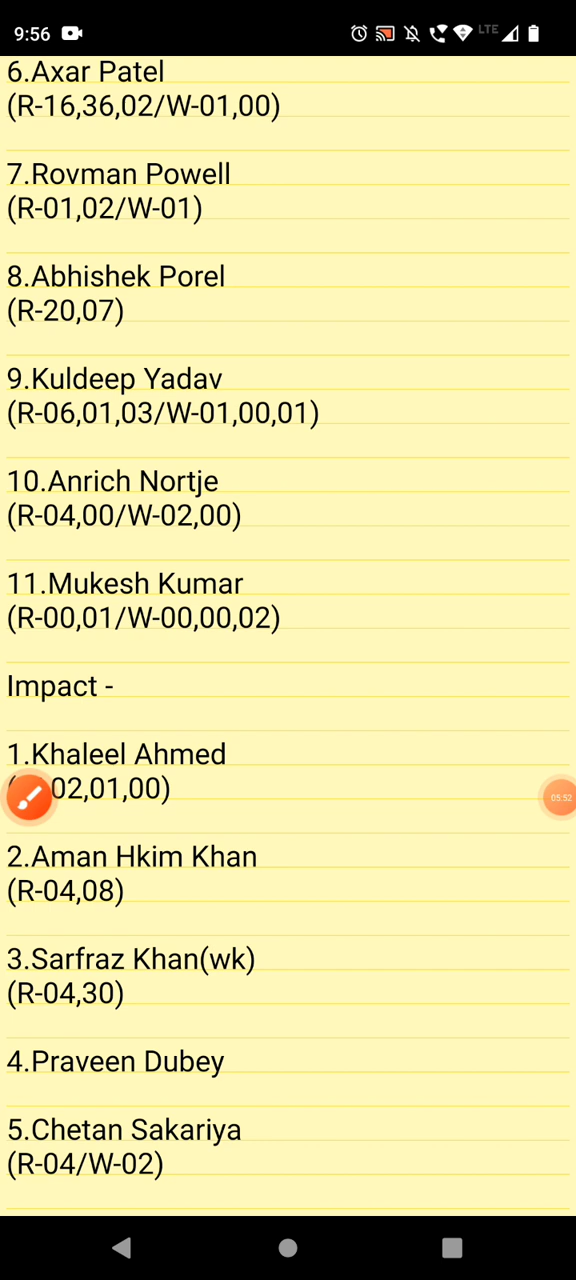 9:56
LTE
6.Axar Patel
(R-16,36,02/W-01,00)
7.Rovman Powell
(R-01,02/W-01)
8.Abhishek Porel
(R-20,07)
9.Kuldeep Yadav
(R-06,01,03/W-01,00,01)
10.Anrich Nortje
(R-04,00/W-02,00)
11.Mukesh Kumar
(R-00,01/W-00,00,02)
Impact -
1.Khaleel Ahmed
02,01,00)
05:52
2.Aman Hkim Khan
(R-04,08)
3.Sarfraz Khan(wk)
(R-04,30)
4.Praveen Dubey
5.Chetan Sakariya
(R-04/W-02)